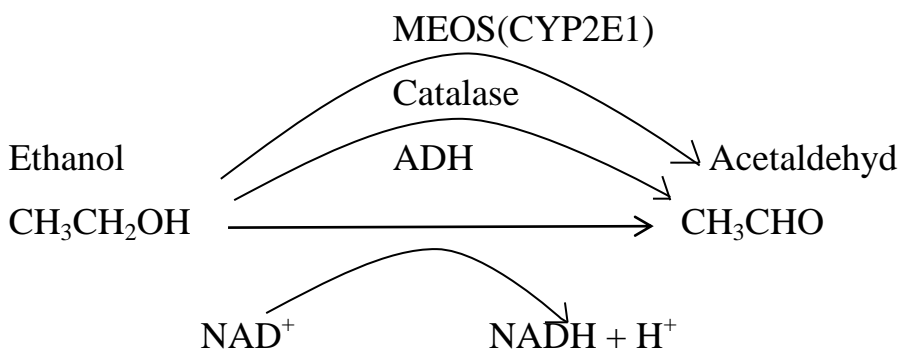 MEOS(CYP2E1)
Catalase
Ethanol ADH Acetaldehyd
CH₃CH₂OH CH₃CHO
NAD⁺ NADH + H⁺